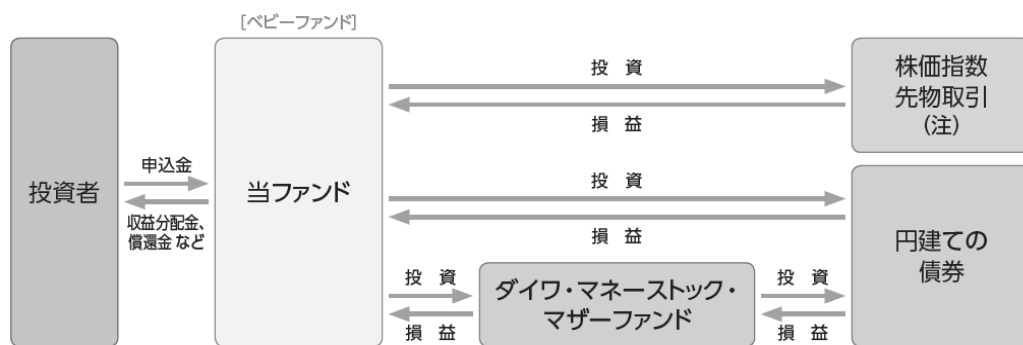 [ベビーファンド]
投資者
申込金
収益分配金、
償還金 など
当ファンド
投 資
損 益
株価指数
先物取引
(注)
投 資
損 益
投 資
損 益
ダイワ・マネーストック・
マザーファンド
投 資
損 益
円建ての
債券